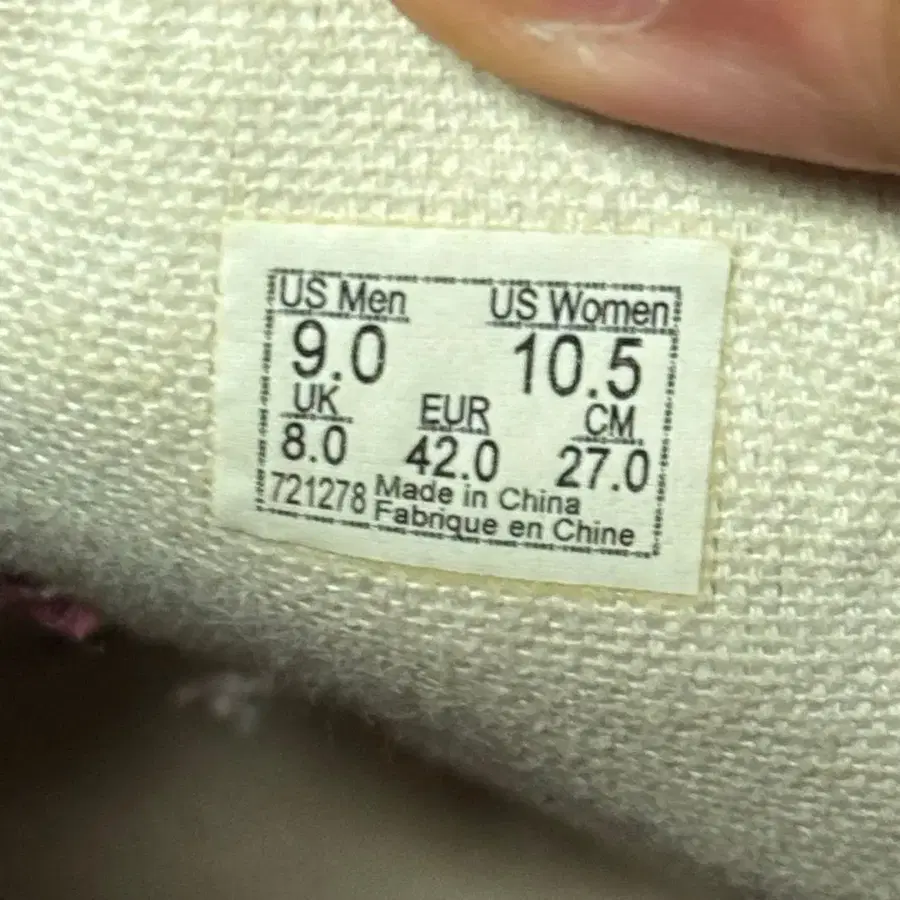 US Men US Women
9.0 10.5
UK EUR CM
8.0 42.0 27.0
721278 Made in China
Fabrique en Chine